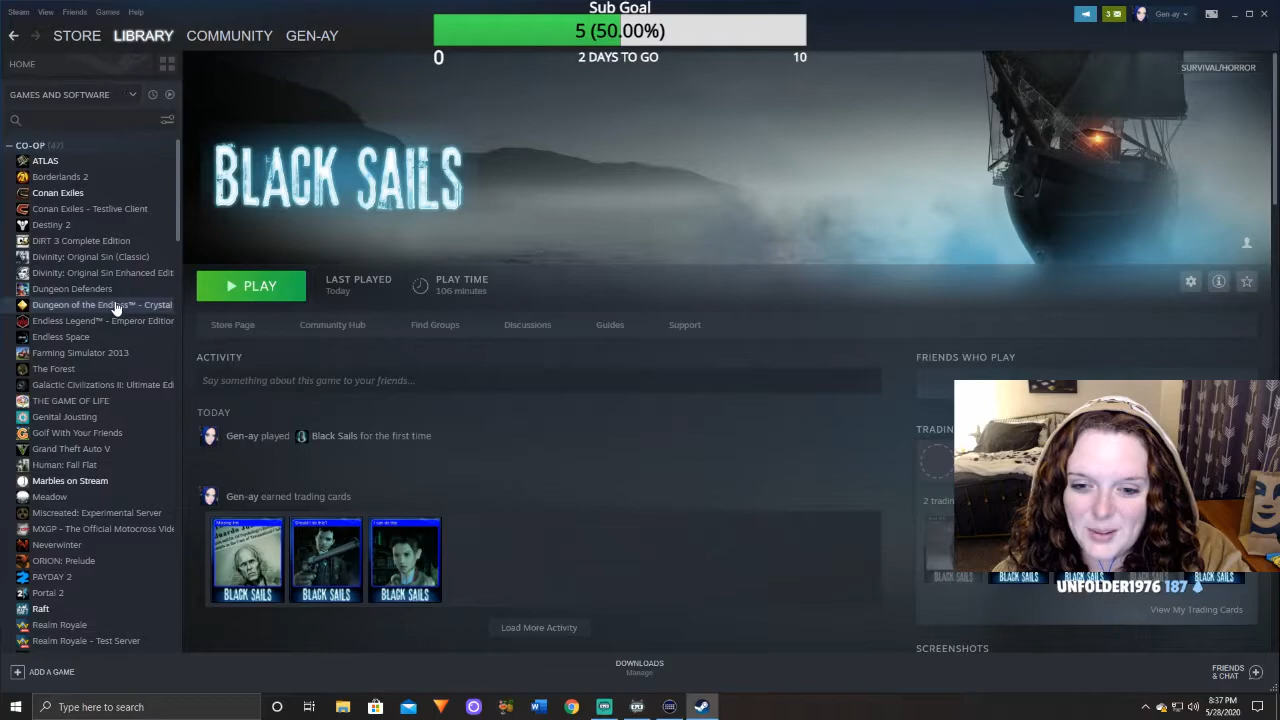 Steam View Friends Games Help
Sub Goal
3
Gen-ay
STORE LIBRARY COMMUNITY GEN-AY
5 (50.00%)
0 2 DAYS TO GO 10
HOME
SURVIVAL/HORROR
GAMES AND SOFTWARE
CO-OP (47)
ATLAS
Borderlands 2
Conan Exiles
Conan Exiles - Testlive Client
Destiny 2
DiRT 3 Complete Edition
Divinity: Original Sin (Classic)
Divinity: Original Sin Enhanced Edit
Dungeon Defenders
Dungeon of the Endless™ - Crystal
Endless Legend™ - Emperor Edition
Endless Space
Farming Simulator 2013
The Forest
Galactic Civilizations II: Ultimate Edi
THE GAME OF LIFE
Genital Jousting
Golf With Your Friends
Grand Theft Auto V
Human: Fall Flat
Marbles on Stream
Meadow
Miscreated: Experimental Server
MXGP - The Official Motocross Vide
Neverwinter
ORION: Prelude
PAYDAY 2
Portal 2
Raft
Realm Royale
Realm Royale - Test Server
ADD A GAME
BLACK SAILS
PLAY
LAST PLAYED
Today
PLAY TIME
106 minutes
Store Page Community Hub Find Groups Discussions Guides Support
ACTIVITY
Say something about this game to your friends...
TODAY
Gen-ay played Black Sails for the first time
Gen-ay earned trading cards
BLACK SAILS BLACK SAILS BLACK SAILS
Load More Activity
FRIENDS WHO PLAY
TRADIN
2 tradin
BLACK SAILS
UNFOLDER1976 187
View My Trading Cards
SCREENSHOTS
DOWNLOADS
Manage
FRIENDS
& CHAT
Type here to search
8:37 PM
5/28/2020